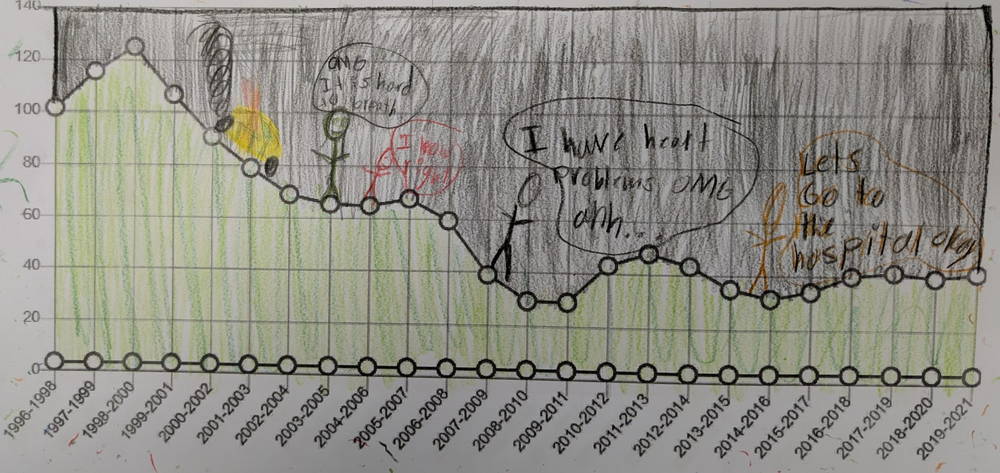 140
120
100
80
60
40
20
0
OMG
It is hard
to breath
I know
right
I have heart
problems OMG
ahh...
Lets
Go to
the
hospital okay
1996-1998
1997-1999
1998-2000
1999-2001
2000-2002
2001-2003
2002-2004
2003-2005
2004-2006
2005-2007
2006-2008
2007-2009
2008-2010
2009-2011
2010-2012
2011-2013
2012-2014
2013-2015
2014-2016
2015-2017
2016-2018
2017-2019
2018-2020
2019-2021